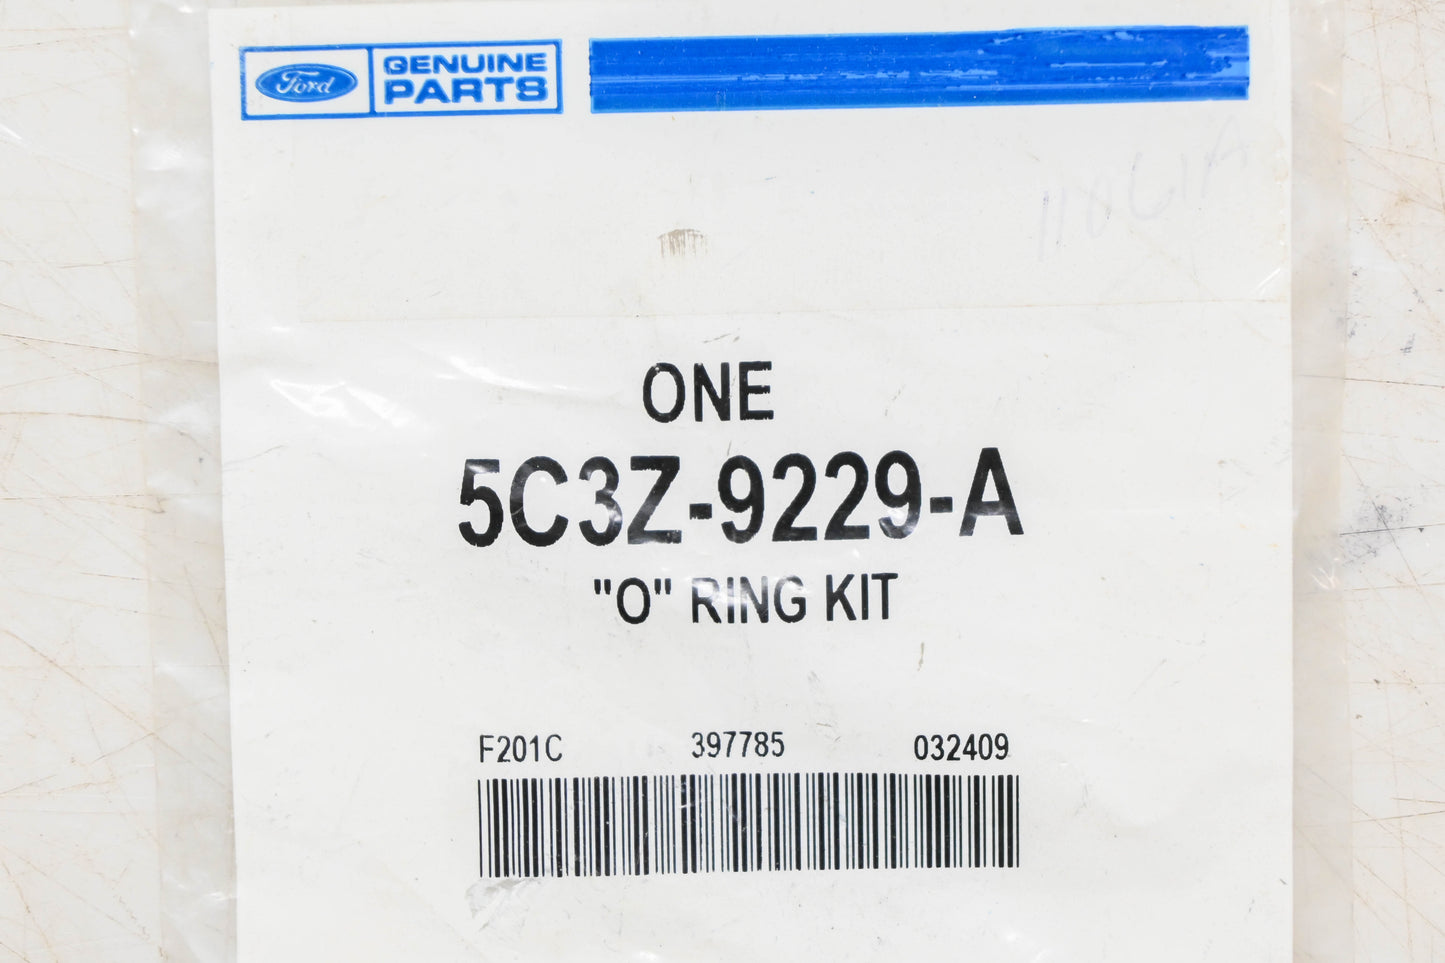 Ford GENUINE
PARTS
ONE
5C3Z-9229-A
"O" RING KIT
F201C 397785 032409